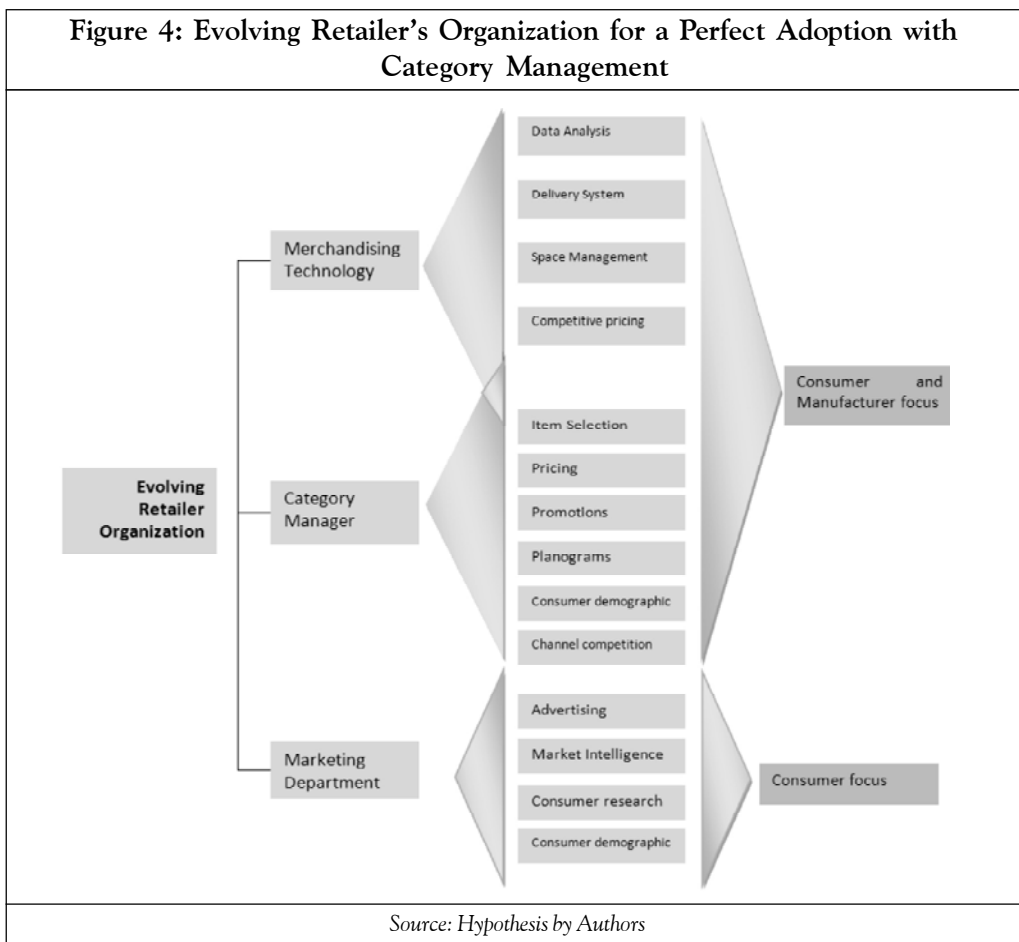 Figure 4: Evolving Retailer's Organization for a Perfect Adoption with
Category Management
Evolving
Retailer
Organization
Merchandising
Technology
Category
Manager
Marketing
Department
Data Analysis
Delivery System
Space Management
Competitive pricing
Item Selection
Pricing
Promotions
Planograms
Consumer demographic
Channel competition
Advertising
Market Intelligence
Consumer research
Consumer demographic
Consumer and
Manufacturer focus
Consumer focus
Source: Hypothesis by Authors